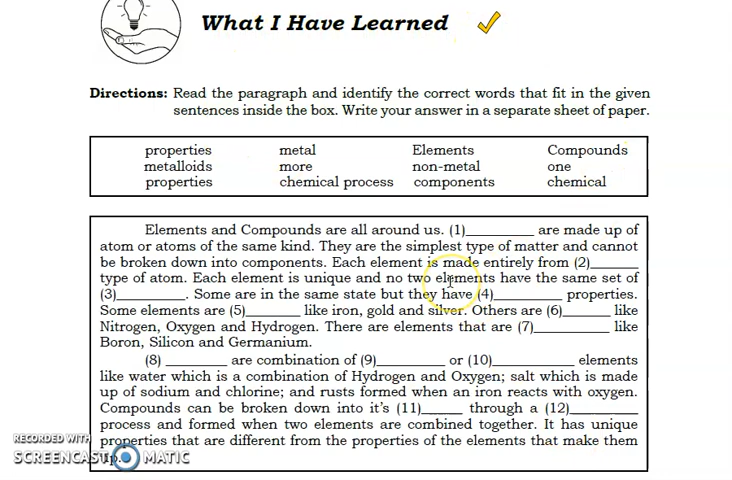 What I Have Learned
Directions: Read the paragraph and identify the correct words that fit in the given
sentences inside the box. Write your answer in a separate sheet of paper.
properties metal Elements Compounds
metalloids more non-metal one
properties chemical process components chemical
Elements and Compounds are all around us. (1)__________ are made up of
atom or atoms of the same kind. They are the simplest type of matter and cannot
be broken down into components. Each element is made entirely from (2)_______
type of atom. Each element is unique and no two elements have the same set of
(3)__________. Some are in the same state but they have (4)__________ properties.
Some elements are (5)________ like iron, gold and silver. Others are (6)_______ like
Nitrogen, Oxygen and Hydrogen. There are elements that are (7)__________ like
Boron, Silicon and Germanium.
(8) _________ are combination of (9)__________ or (10)____________ elements
like water which is a combination of Hydrogen and Oxygen; salt which is made
up of sodium and chlorine; and rusts formed when an iron reacts with oxygen.
Compounds can be broken down into it's (11)______ through a (12)__________
process and formed when two elements are combined together. It has unique
properties that are different from the properties of the elements that make them
up.
RECORDED WITH
SCREENCAST MATIC